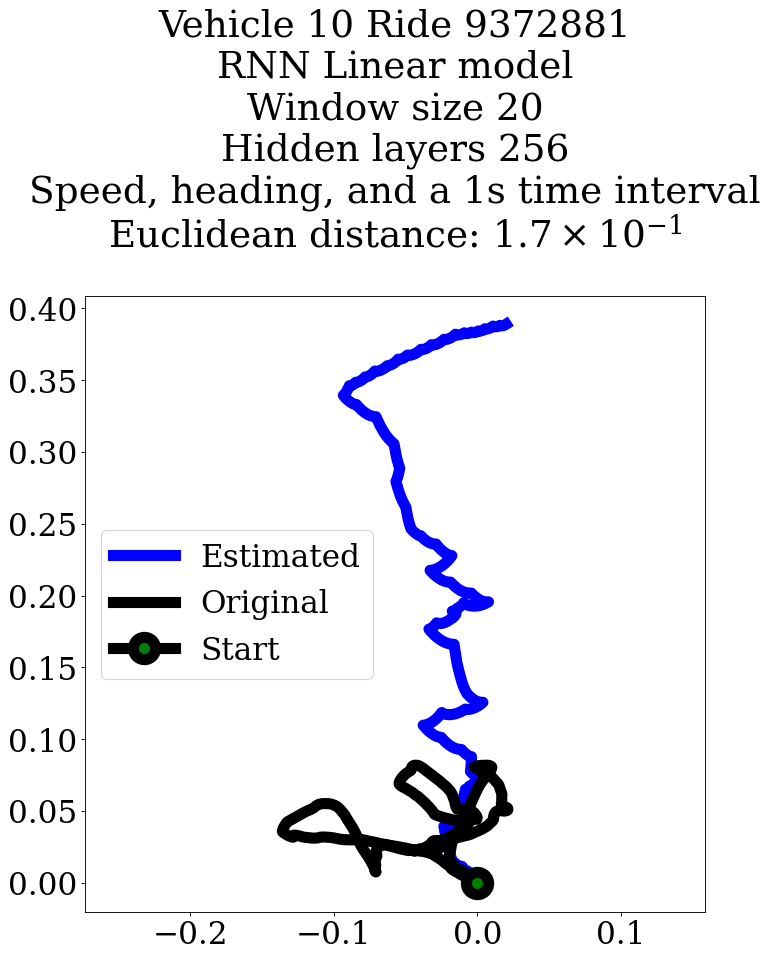 Vehicle 10 Ride 9372881
RNN Linear model
Window size 20
Hidden layers 256
Speed, heading, and a 1s time interval
Euclidean distance: 1.7 × 10⁻¹
0.40
0.35
0.30
0.25
0.20
0.15
0.10
0.05
0.00
Estimated
Original
Start
−0.2
−0.1
0.0
0.1